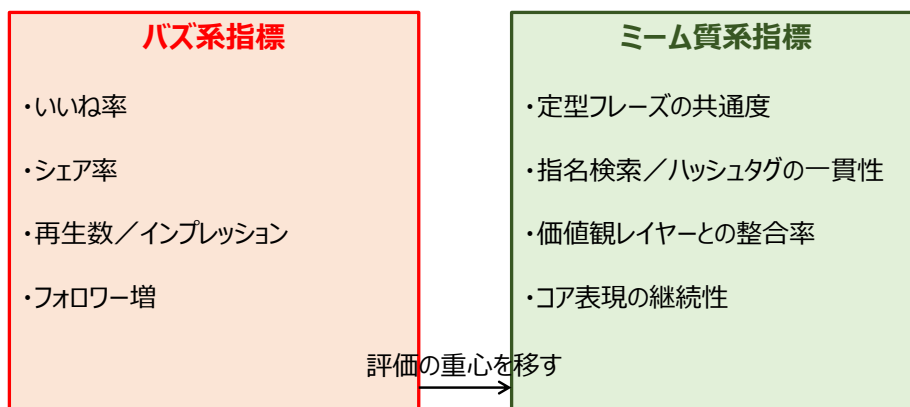 バズ系指標
・いいね率
・シェア率
・再生数／インプレッション
・フォロワー増
ミーム質系指標
・定型フレーズの共通度
・指名検索／ハッシュタグの一貫性
・価値観レイヤーとの整合率
・コア表現の継続性
評価の重心を移す